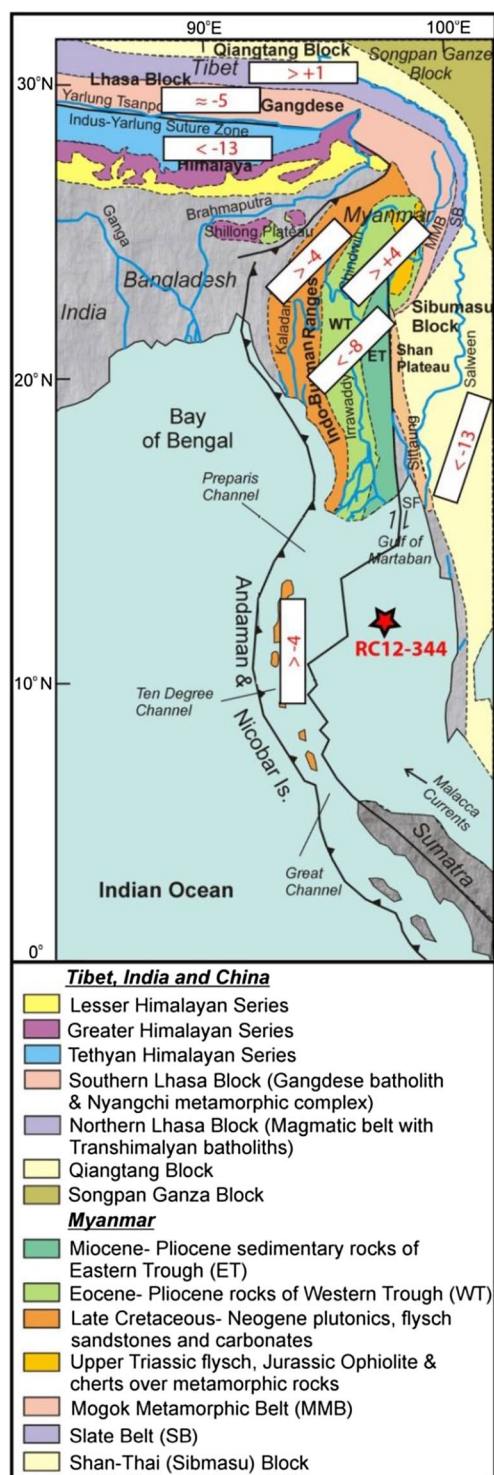 90°E
100°E
Qiangtang Block
Songpan Ganze
Block
Tibet
> +1
30°N
Lhasa Block
≈ -5
Gangdese
Yarlung Tsanpo
Indus-Yarlung Suture Zone
< -13
Himalaya
Brahmaputra
Ganga
Shillong Plateau
Myanmar
MMB
SB
> -4
Chindwin
> +4
Bangladesh
India
Sibumasu
Block
Kaladan
Indo-Burman Ranges
WT
< -8
ET
Shan
Plateau
Salween
20°N
Irrawaddy
Sittaung
< -13
Bay
of Bengal
Preparis
Channel
SF
Gulf of
Martaban
Andaman &
Nicobar Is.
> -4
RC12-344
10°N
Ten Degree
Channel
Malacca
Currents
Great
Channel
Sumatra
Indian Ocean
0°
Tibet, India and China
Lesser Himalayan Series
Greater Himalayan Series
Tethyan Himalayan Series
Southern Lhasa Block (Gangdese batholith
& Nyangchi metamorphic complex)
Northern Lhasa Block (Magmatic belt with
Transhimalyan batholiths)
Qiangtang Block
Songpan Ganza Block
Myanmar
Miocene- Pliocene sedimentary rocks of
Eastern Trough (ET)
Eocene- Pliocene rocks of Western Trough (WT)
Late Cretaceous- Neogene plutonics, flysch
sandstones and carbonates
Upper Triassic flysch, Jurassic Ophiolite &
cherts over metamorphic rocks
Mogok Metamorphic Belt (MMB)
Slate Belt (SB)
Shan-Thai (Sibmasu) Block